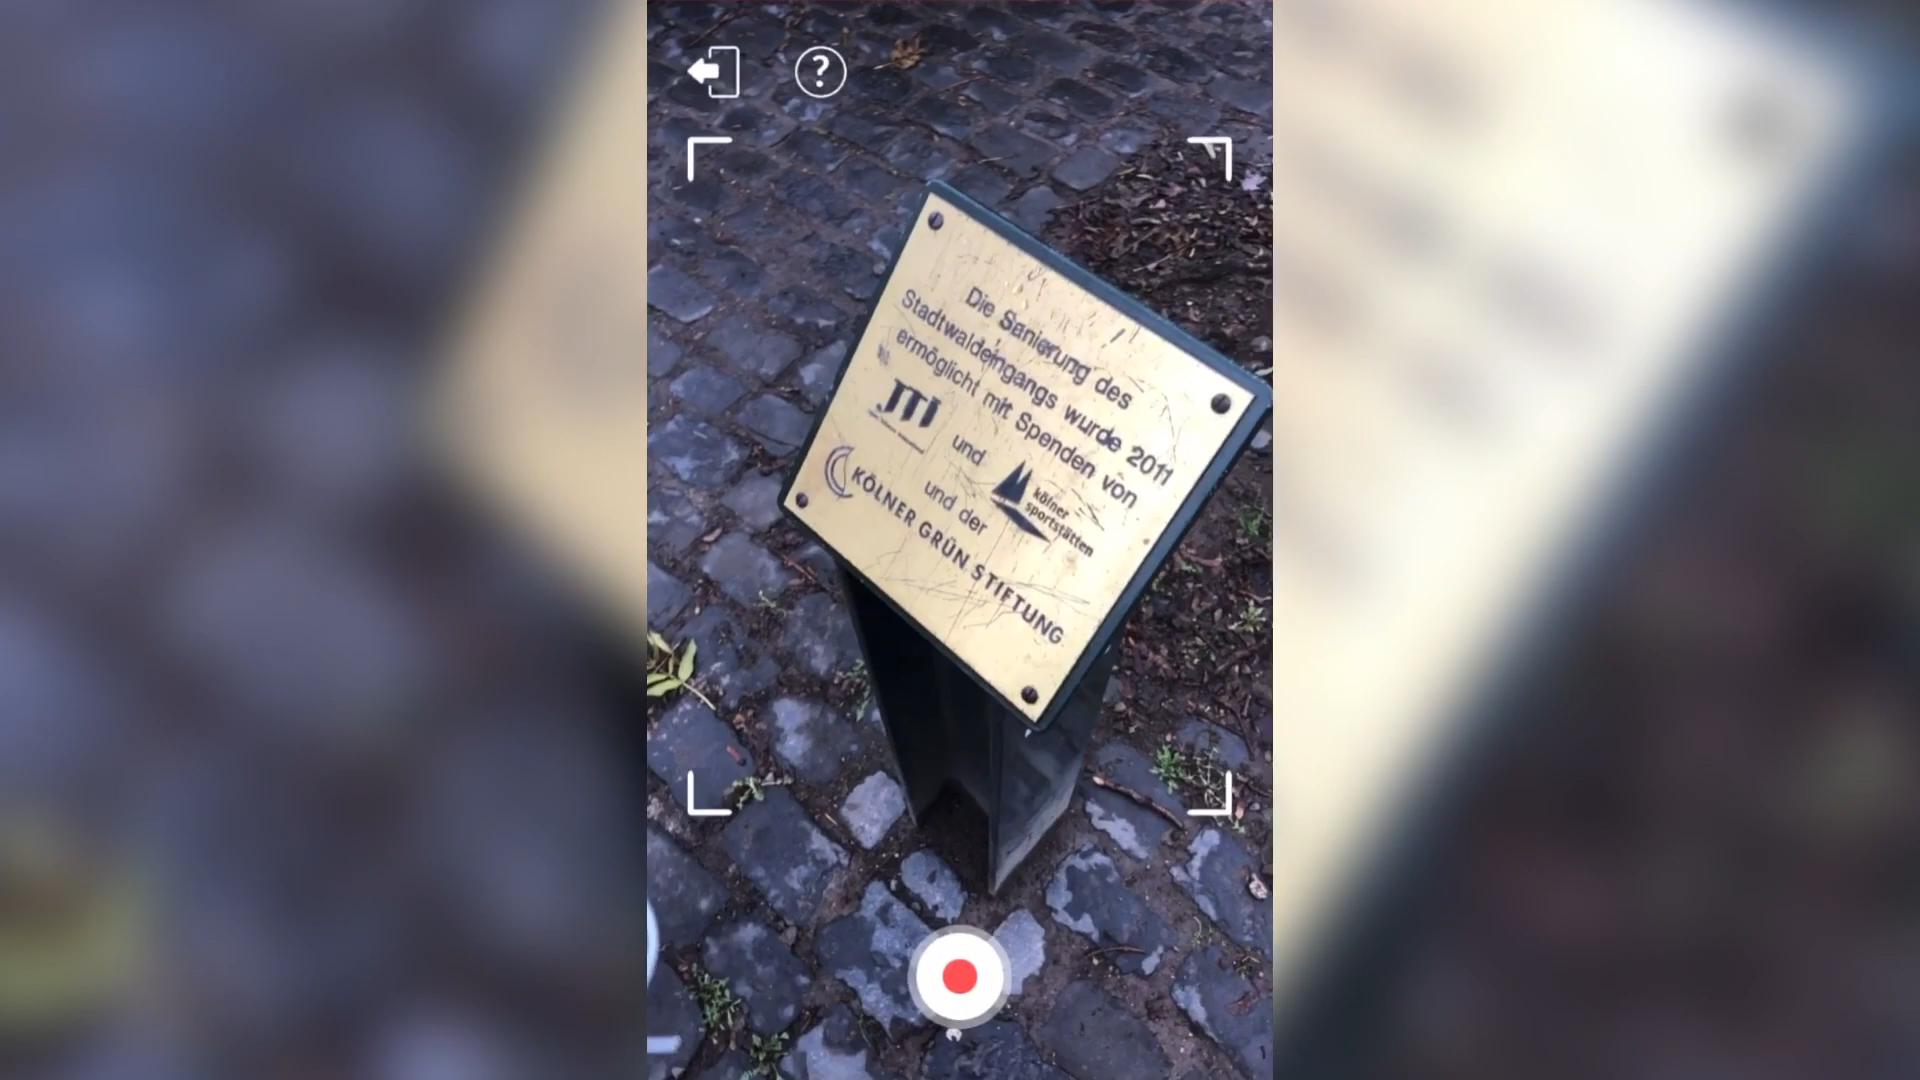 ?
Die Sanierung des
Stadtwaldeingangs wurde 2011
ermöglicht mit Spenden von
JTI
und
kölner
sportstätten
und der
KÖLNER GRÜN STIFTUNG